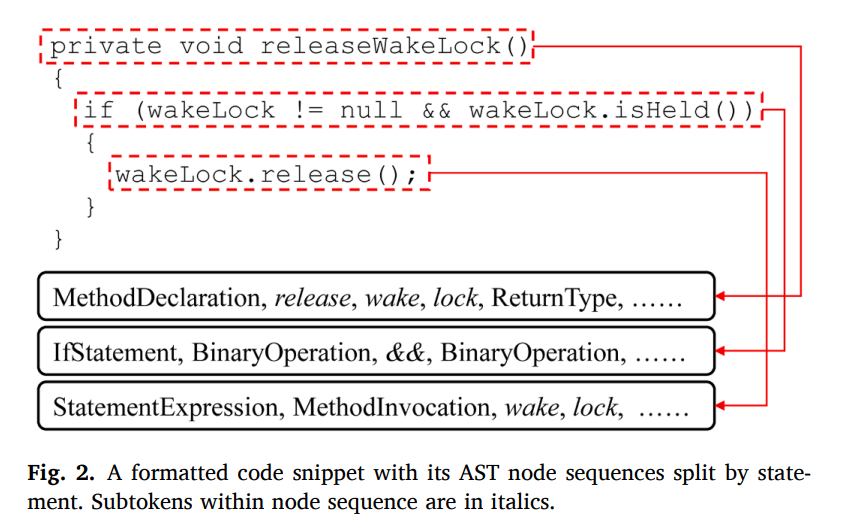 private void releaseWakeLock()
{
if (wakeLock != null && wakeLock.isHeld())
{
wakeLock.release();
}
}
MethodDeclaration, release, wake, lock, ReturnType, ……
IfStatement, BinaryOperation, &&, BinaryOperation, ……
StatementExpression, MethodInvocation, wake, lock, ……
Fig. 2. A formatted code snippet with its AST node sequences split by state-
ment. Subtokens within node sequence are in italics.